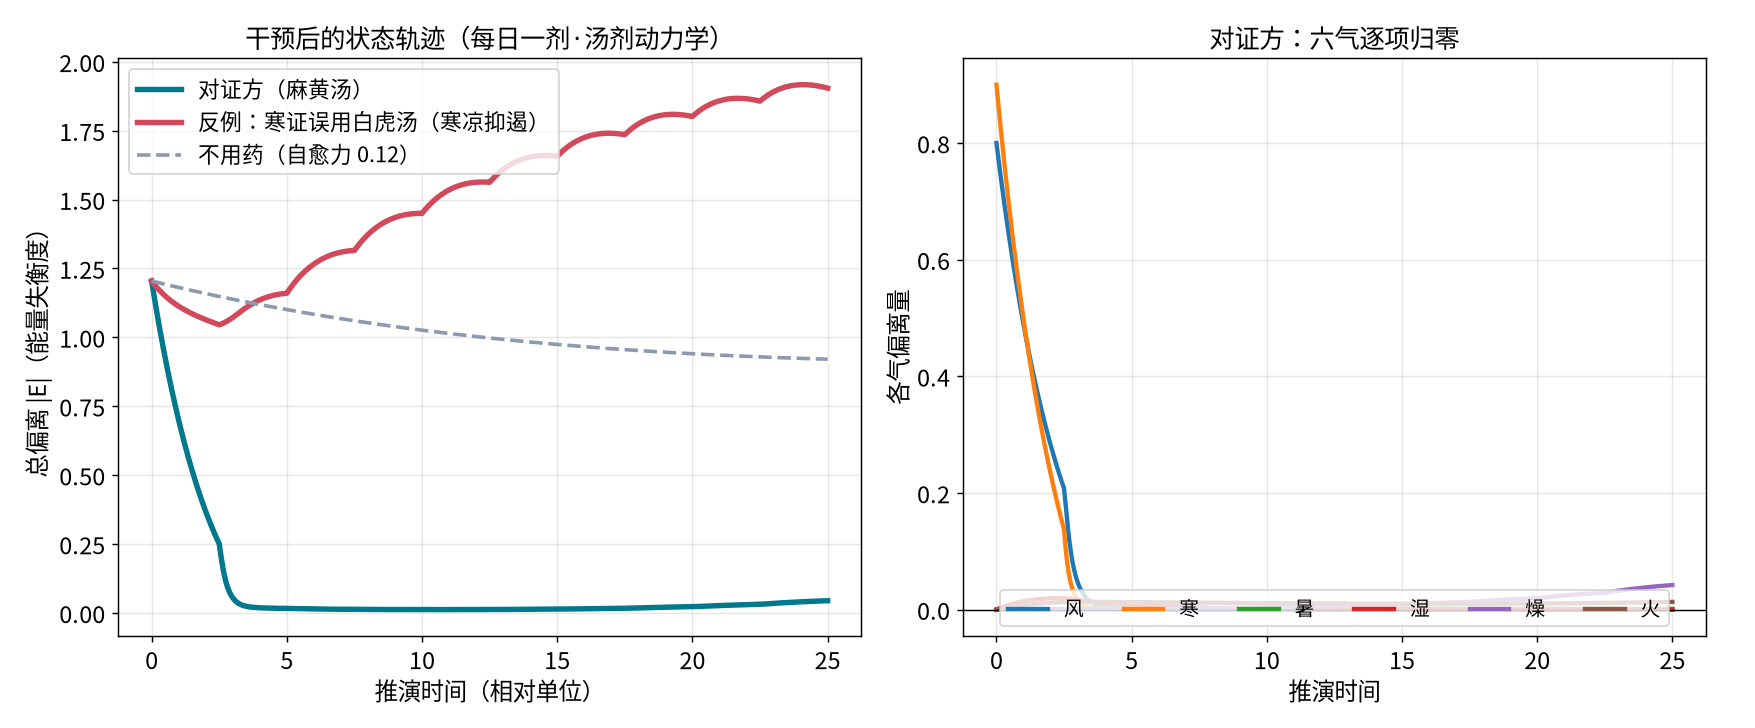 干预后的状态轨迹（每日一剂·汤剂动力学）
2.00
1.75
1.50
1.25
1.00
0.75
0.50
0.25
0.00
总偏离 |E|（能量失衡度）
对证方（麻黄汤）
反例：寒证误用白虎汤（寒凉抑遏）
不用药（自愈力 0.12）
0 5 10 15 20 25
推演时间（相对单位）
对证方：六气逐项归零
0.8
0.6
0.4
0.2
0.0
各气偏离量
风 寒 暑 湿 燥 火
0 5 10 15 20 25
推演时间